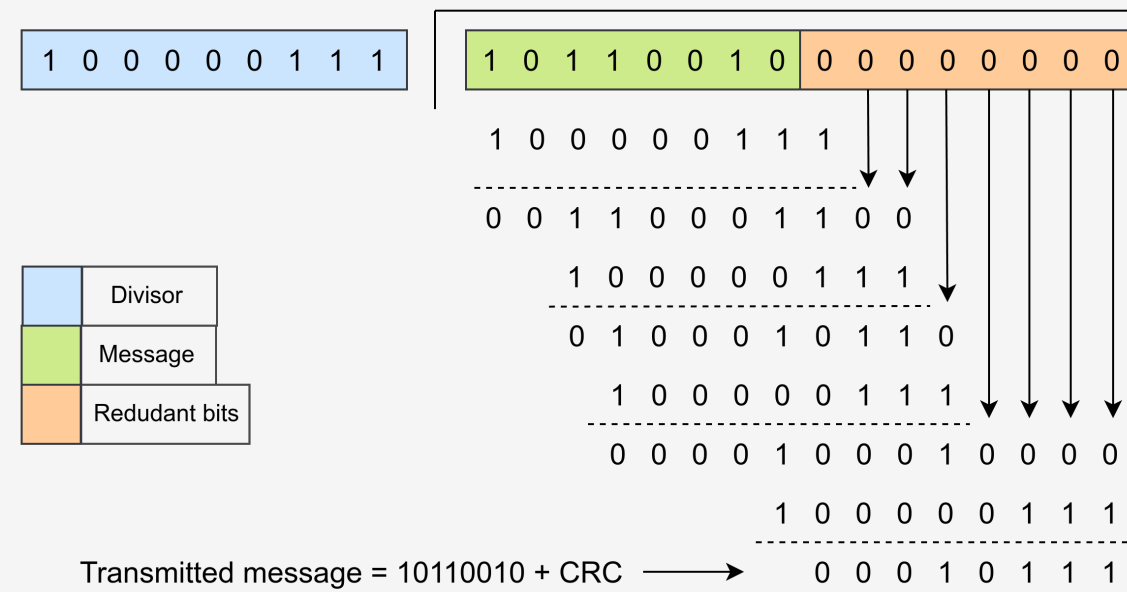 1 0 0 0 0 0 1 1 1
1 0 1 1 0 0 1 0 0 0 0 0 0 0 0 0
1 0 0 0 0 0 1 1 1
0 0 1 1 0 0 0 1 1 0 0
1 0 0 0 0 0 1 1 1
0 1 0 0 0 1 0 1 1 0
1 0 0 0 0 0 1 1 1
0 0 0 0 1 0 0 0 1 0 0 0 0
1 0 0 0 0 0 1 1 1
0 0 0 1 0 1 1 1
Divisor
Message
Redudant bits
Transmitted message = 10110010 + CRC